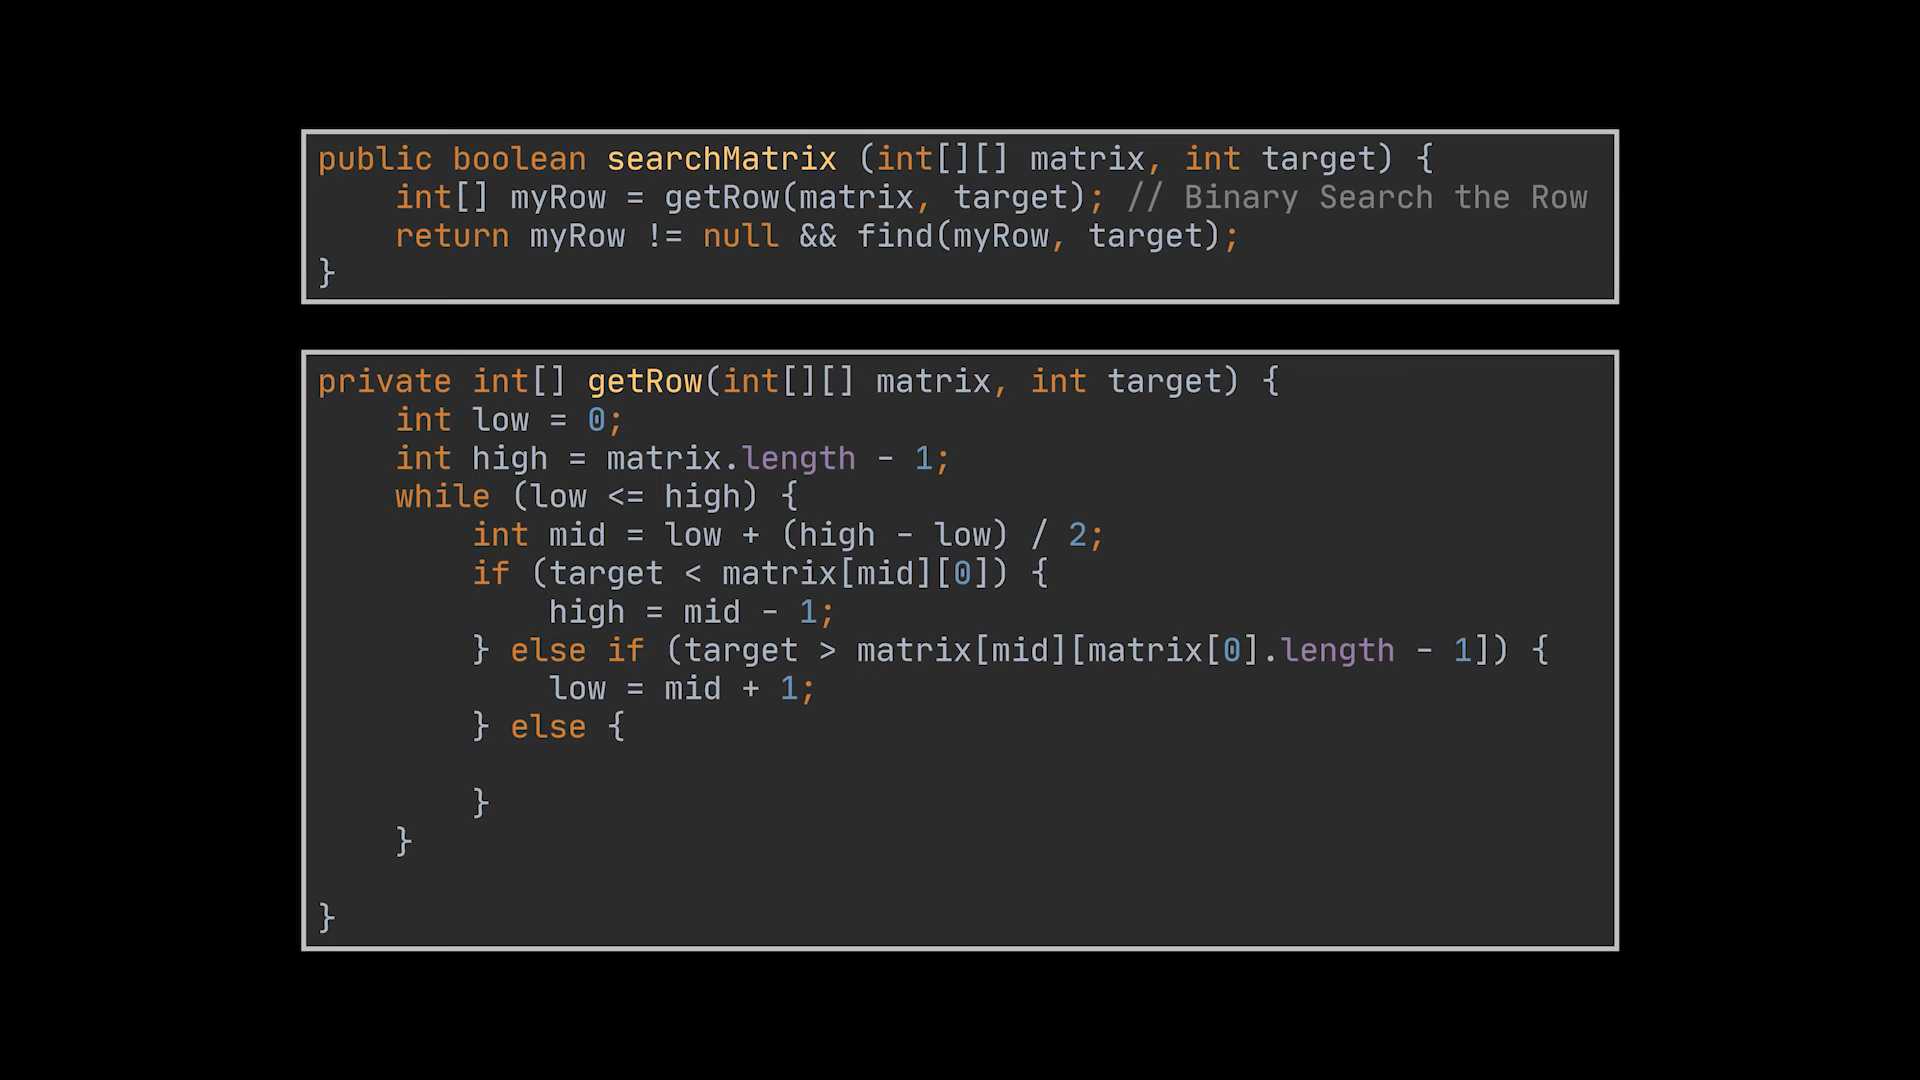 public boolean searchMatrix (int[][] matrix, int target) {
    int[] myRow = getRow(matrix, target); // Binary Search the Row
    return myRow != null && find(myRow, target);
}
private int[] getRow(int[][] matrix, int target) {
    int low = 0;
    int high = matrix.length - 1;
    while (low <= high) {
        int mid = low + (high - low) / 2;
        if (target < matrix[mid][0]) {
            high = mid - 1;
        } else if (target > matrix[mid][matrix[0].length - 1]) {
            low = mid + 1;
        } else {
        }
    }
}